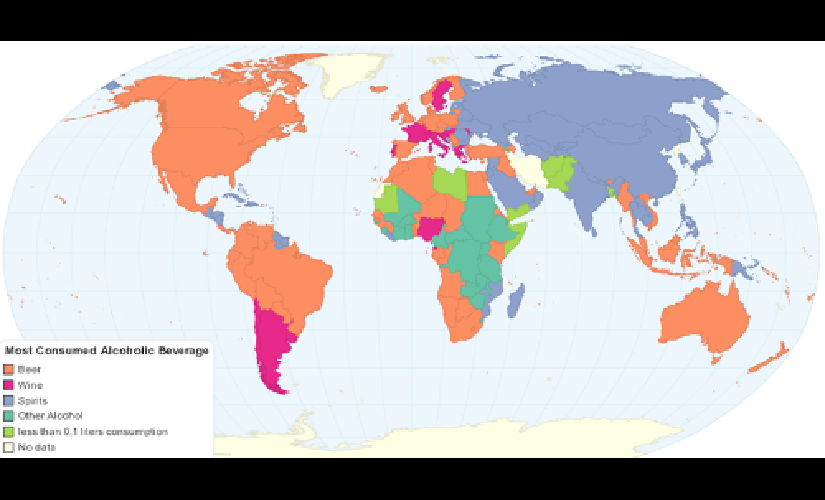 Most Consumed Alcoholic Beverage
Beer
Wine
Spirits
Other Alcohol
less than 0.1 liters consumption
No data